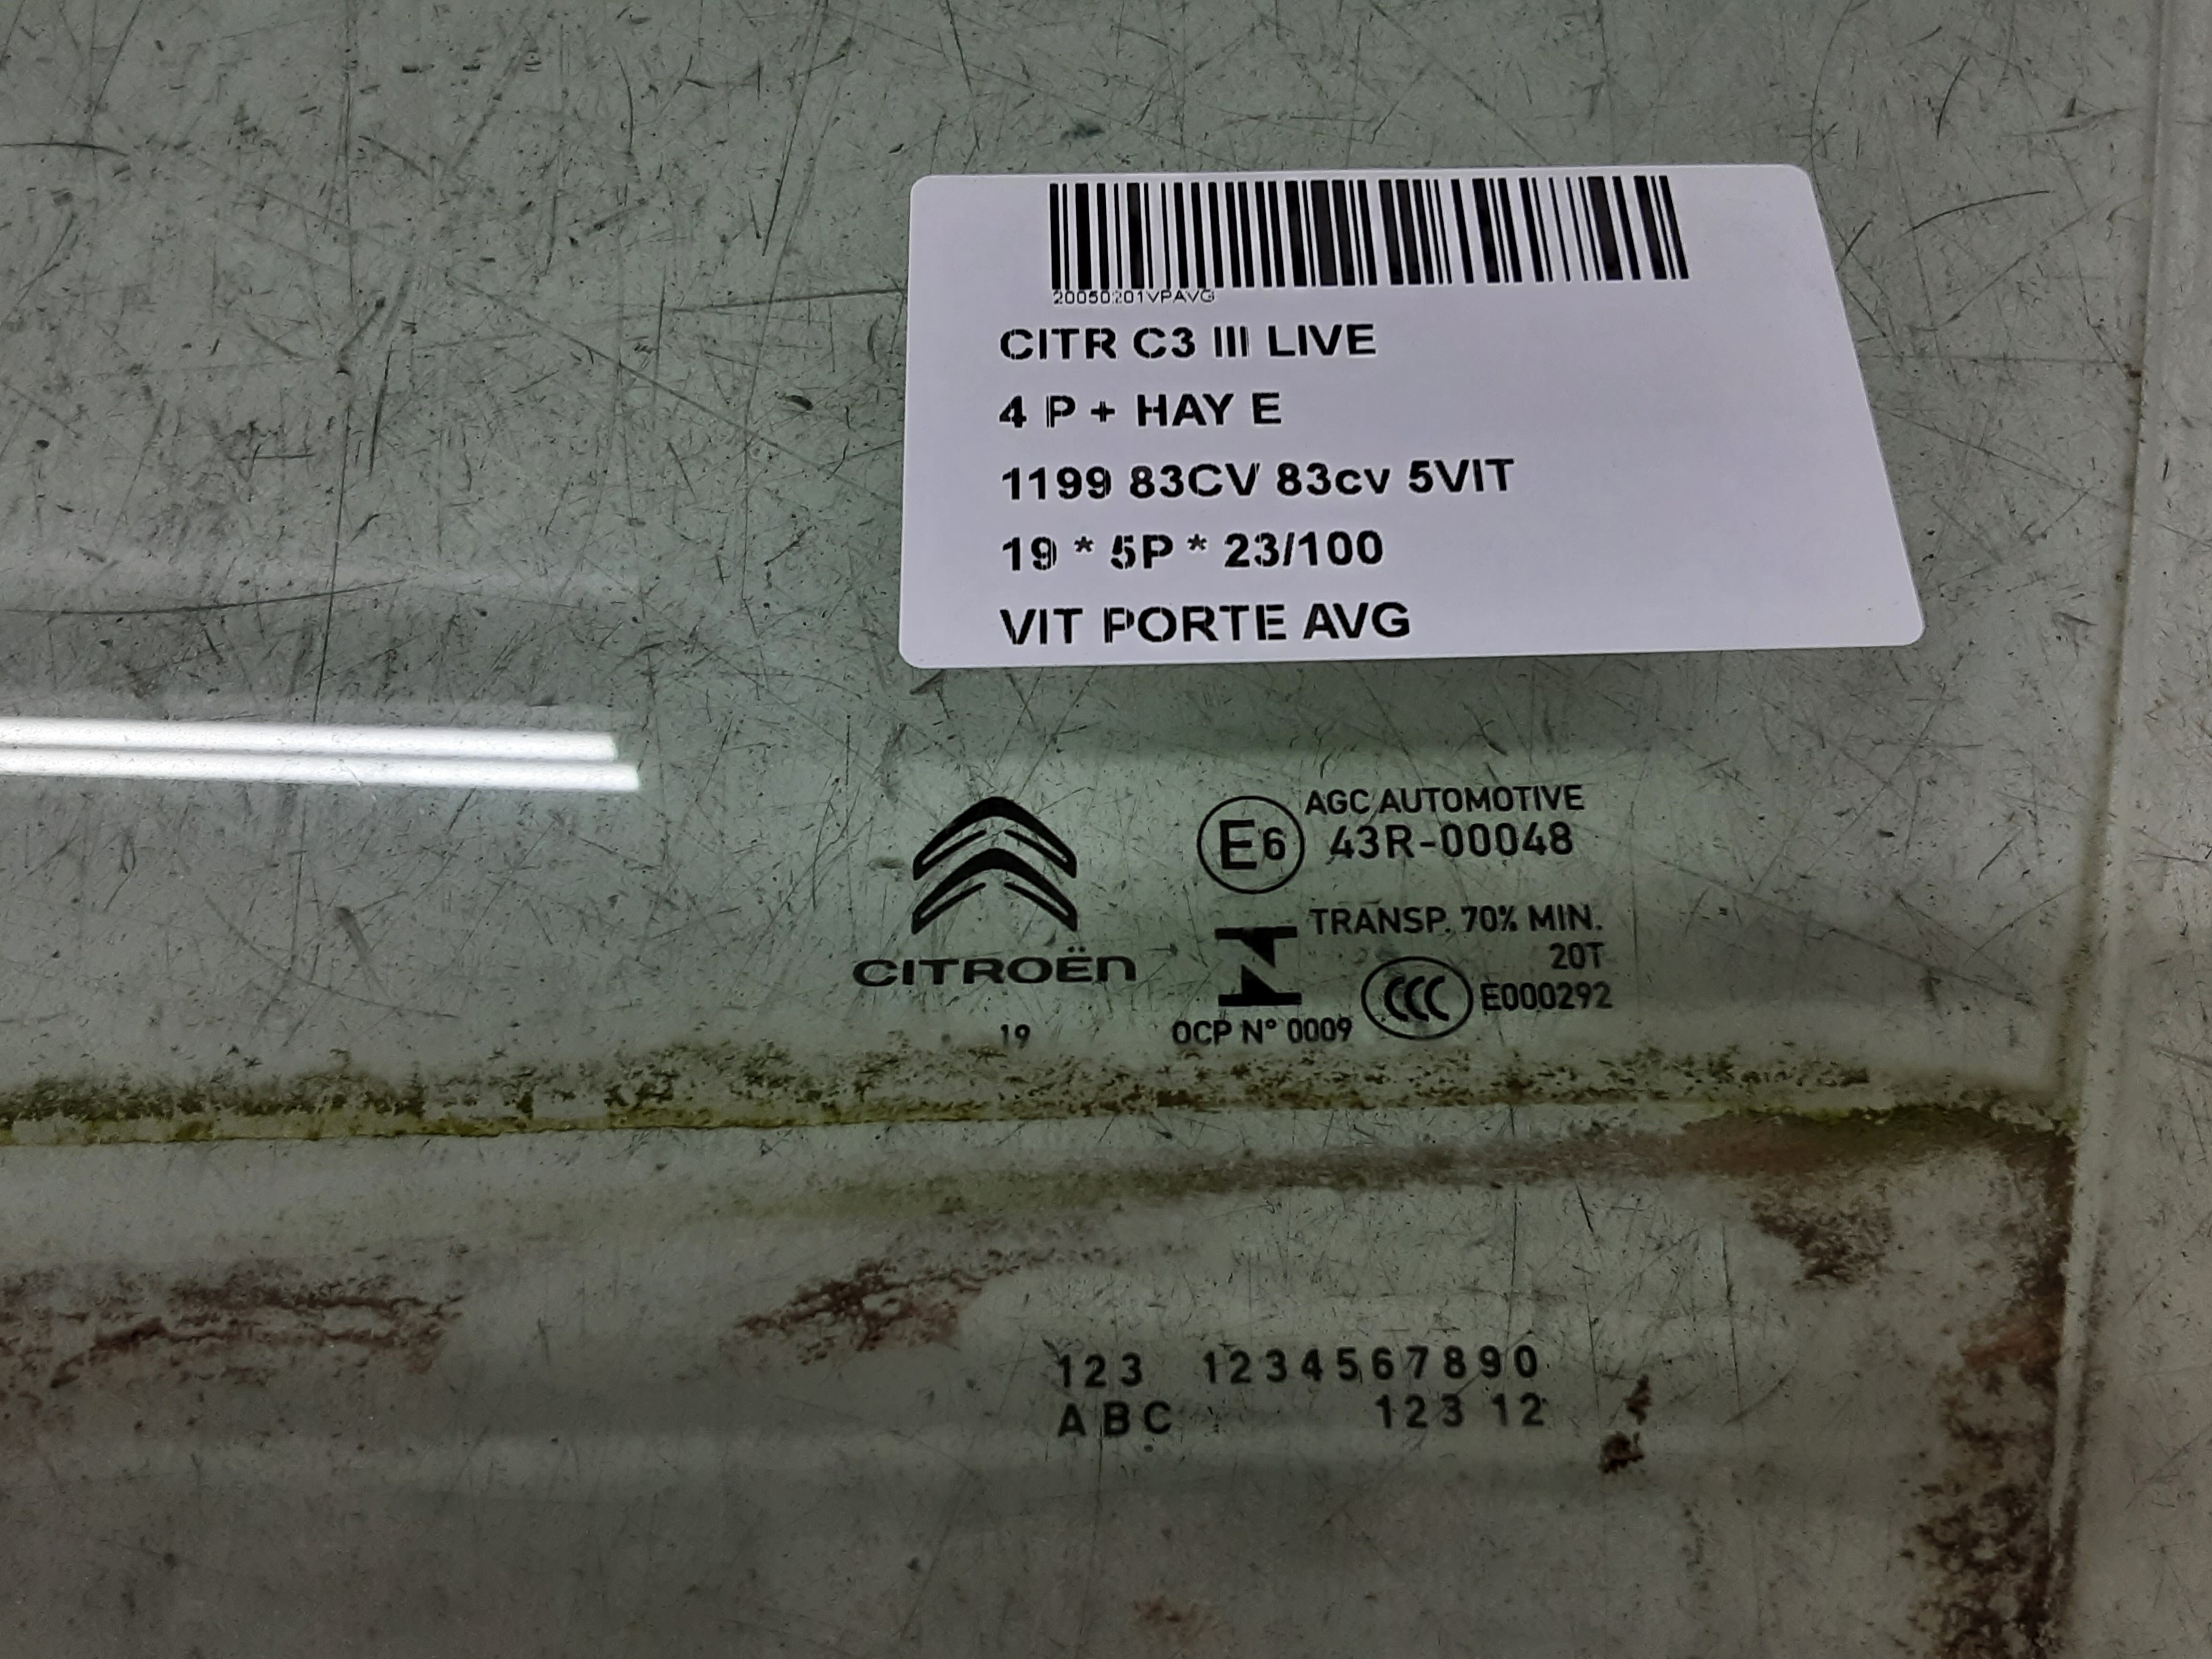 20050201VPAVG
CITR C3 III LIVE
4 P + HAY E
1199 83CV 83cv 5VIT
19 * 5P * 23/100
VIT PORTE AVG
AGC AUTOMOTIVE
E6 43R-00048
TRANSP. 70% MIN.
20T
CITROËN
CCC E000292
19
OCP N° 0009
123 1234567890
ABC 123 12